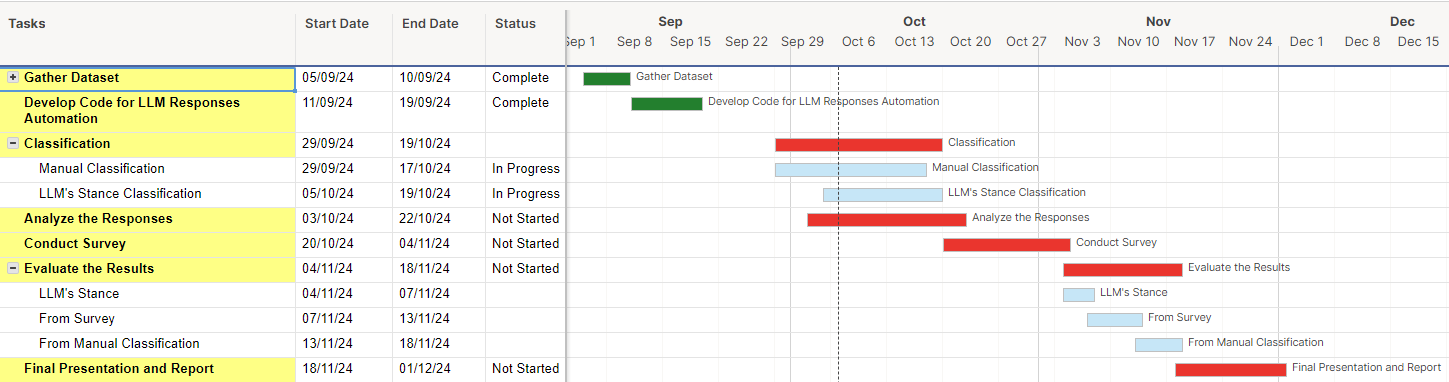 Tasks Start Date End Date Status
Sep Oct Nov Dec
Sep 1 Sep 8 Sep 15 Sep 22 Sep 29 Oct 6 Oct 13 Oct 20 Oct 27 Nov 3 Nov 10 Nov 17 Nov 24 Dec 1 Dec 8 Dec 15
Gather Dataset 05/09/24 10/09/24 Complete Gather Dataset
Develop Code for LLM Responses
Automation 11/09/24 19/09/24 Complete Develop Code for LLM Responses Automation
Classification 29/09/24 19/10/24 Classification
Manual Classification 29/09/24 17/10/24 In Progress Manual Classification
LLM's Stance Classification 05/10/24 19/10/24 In Progress LLM's Stance Classification
Analyze the Responses 03/10/24 22/10/24 Not Started Analyze the Responses
Conduct Survey 20/10/24 04/11/24 Not Started Conduct Survey
Evaluate the Results 04/11/24 18/11/24 Not Started Evaluate the Results
LLM's Stance 04/11/24 07/11/24 LLM's Stance
From Survey 07/11/24 13/11/24 From Survey
From Manual Classification 13/11/24 18/11/24 From Manual Classification
Final Presentation and Report 18/11/24 01/12/24 Not Started Final Presentation and Report